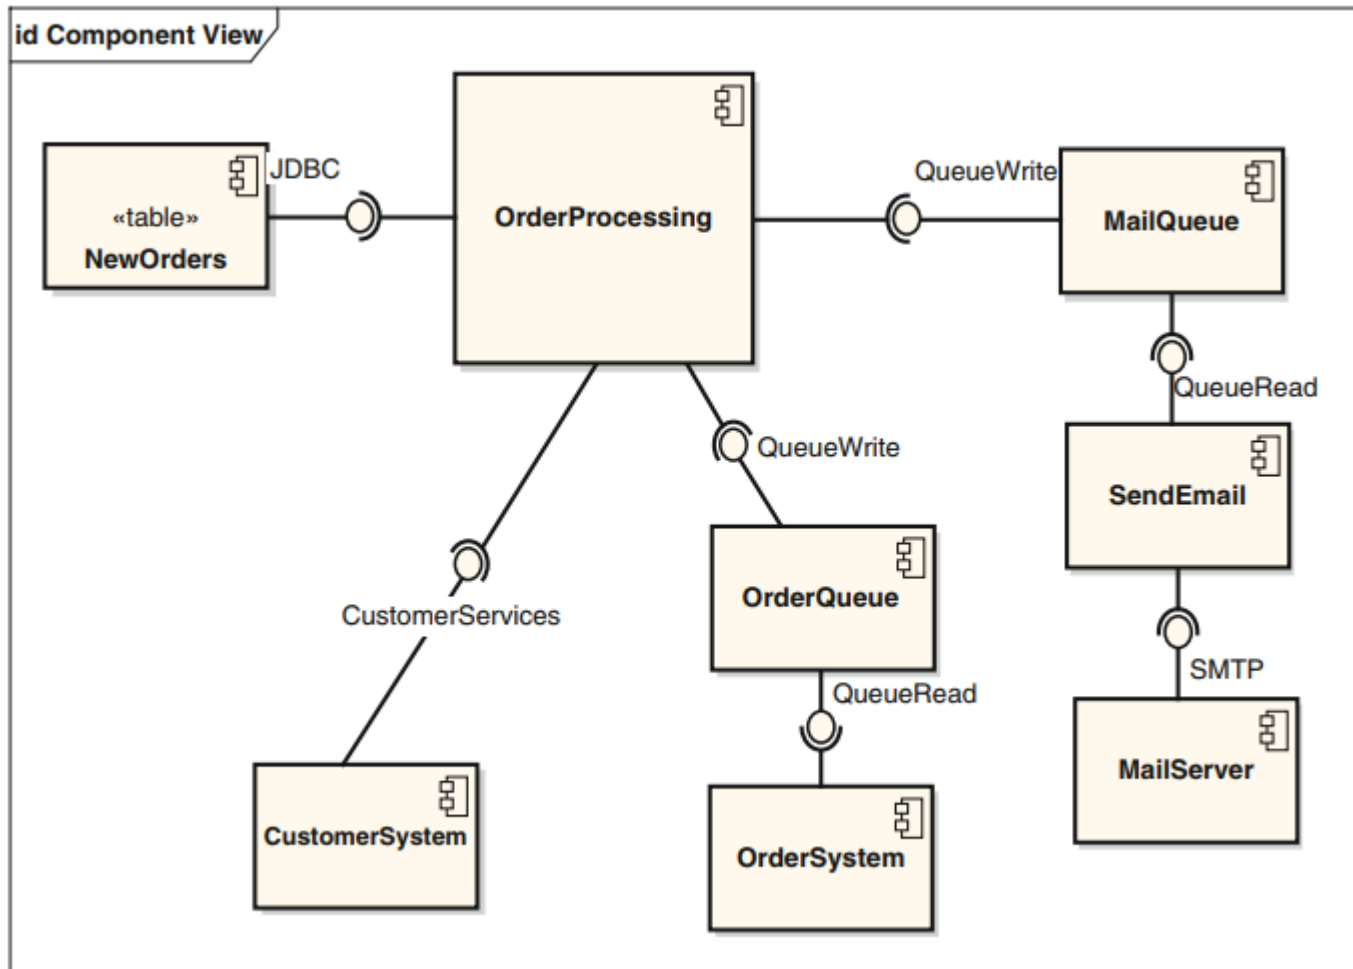 id Component View
JDBC
«table»
NewOrders
OrderProcessing
QueueWrite
MailQueue
QueueRead
QueueWrite
SendEmail
CustomerServices
OrderQueue
SMTP
QueueRead
MailServer
CustomerSystem
OrderSystem